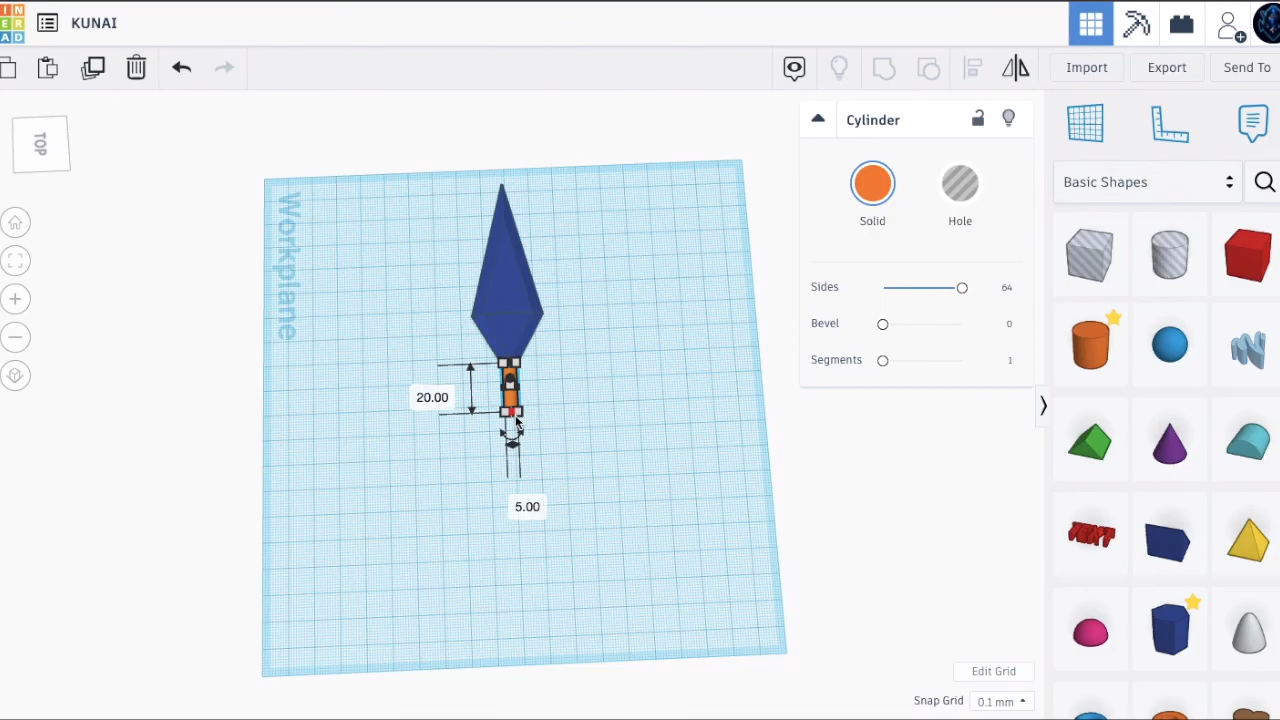 KUNAI
Import
Export
Send To
TOP
Workplane
Cylinder
Solid
Hole
Sides
64
Bevel
0
Segments
1
Basic Shapes
20.00
5.00
TEXT
Edit Grid
Snap Grid
0.1 mm